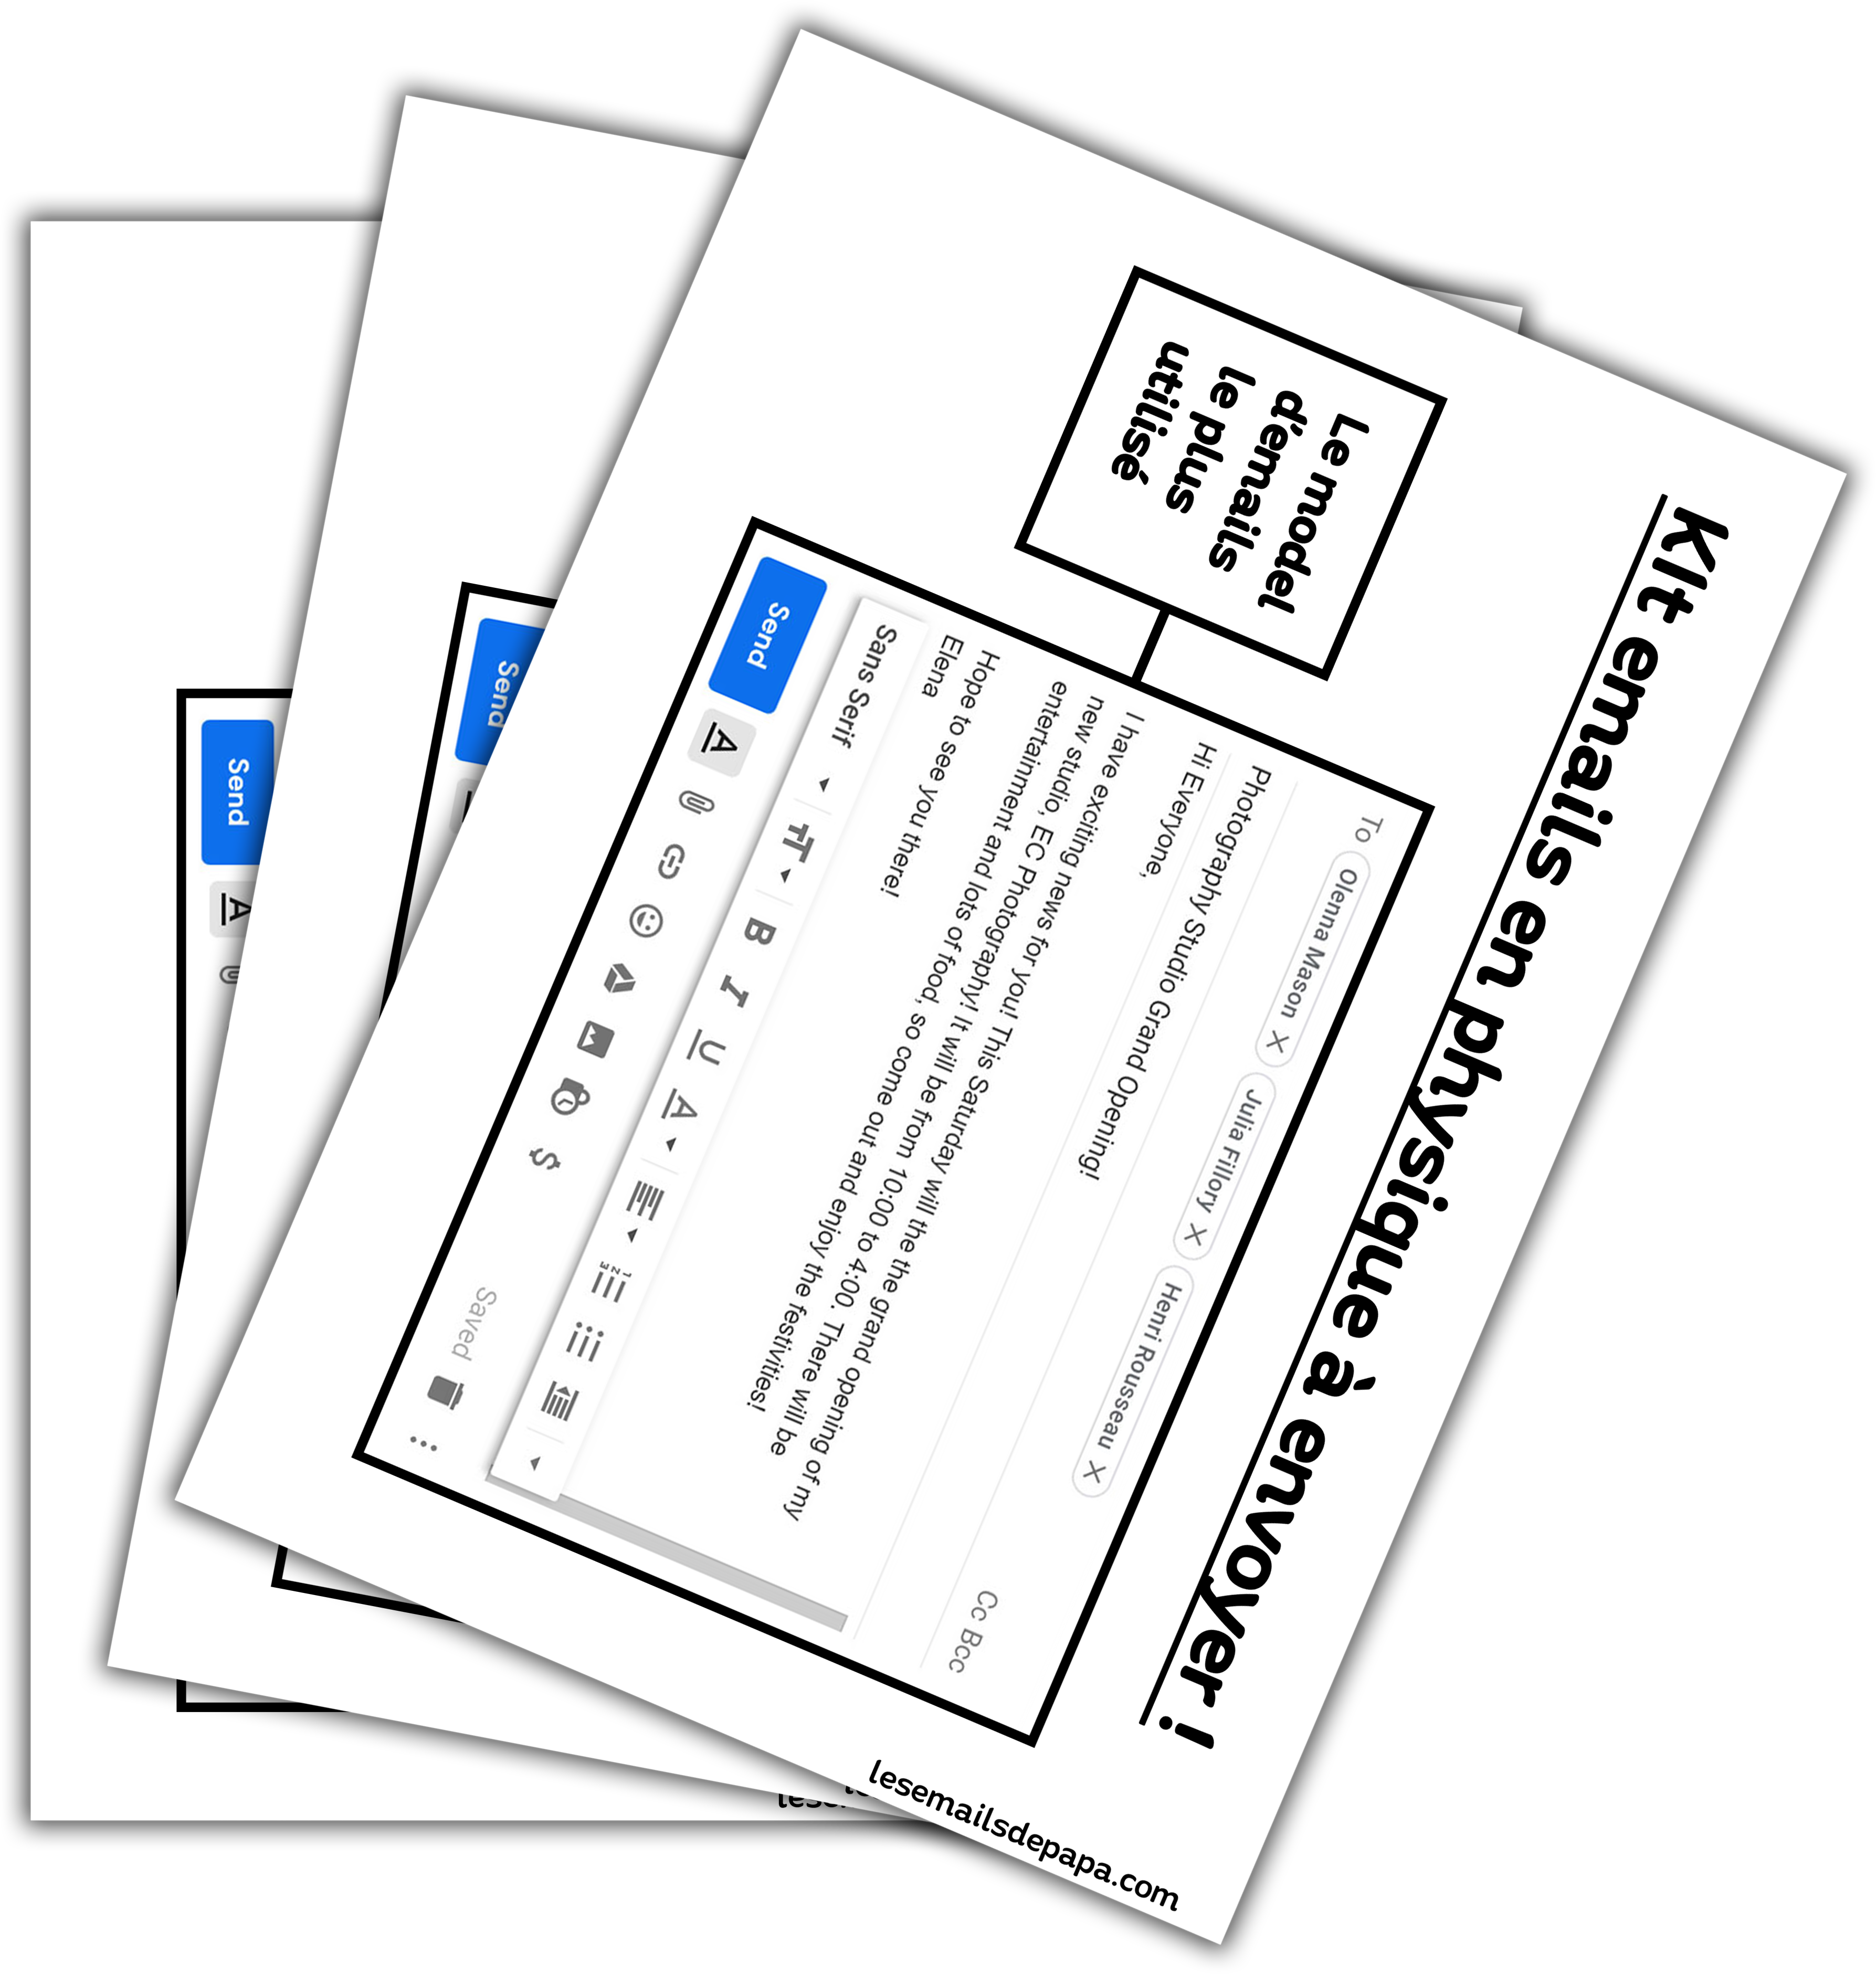 KIt emails en physique à envoyer !
Le model
d'emails
le plus
utilisé
To Olenna Mason X Julia Fillory X Henri Rousseau X
Cc Bcc
Photography Studio Grand Opening!
Hi Everyone,
I have exciting news for you! This Saturday will the the grand opening of my
new studio, EC Photography! It will be from 10:00 to 4:00. There will be
entertainment and lots of food, so come out and enjoy the festivities!
Hope to see you there!
Elena
Sans Serif
Send
Saved
lesemailsdepapa.com
Send
Send